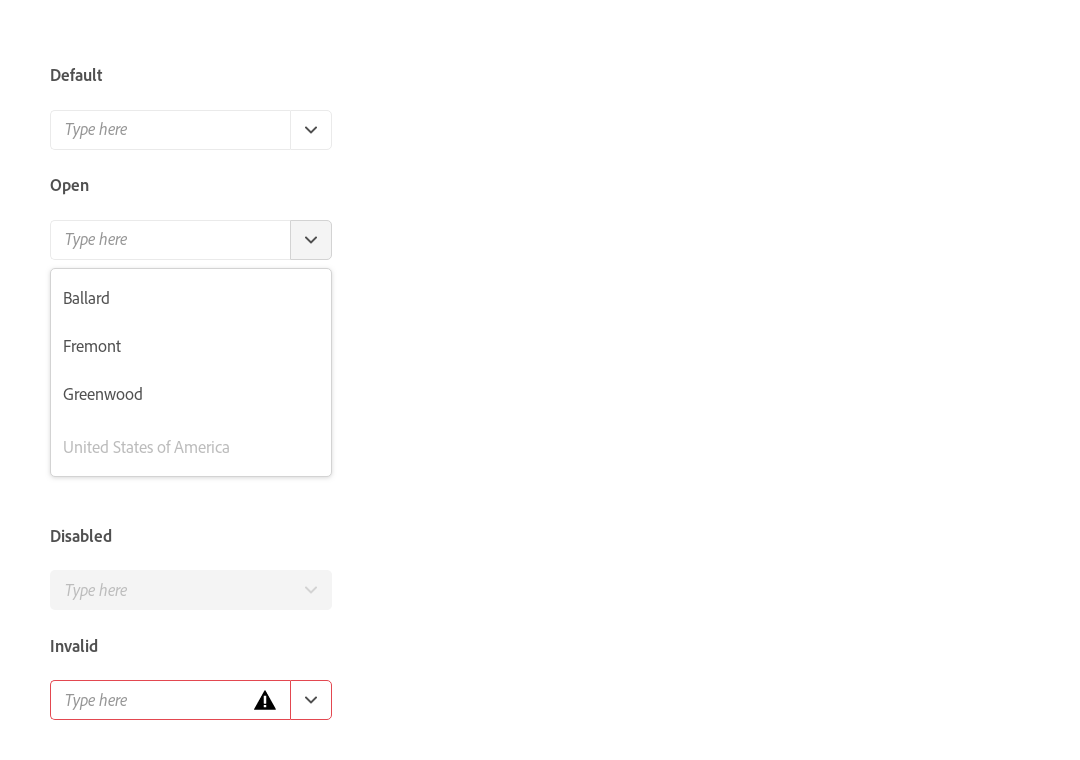 Default
Type here
Open
Type here
Ballard
Fremont
Greenwood
United States of America
Disabled
Type here
Invalid
Type here